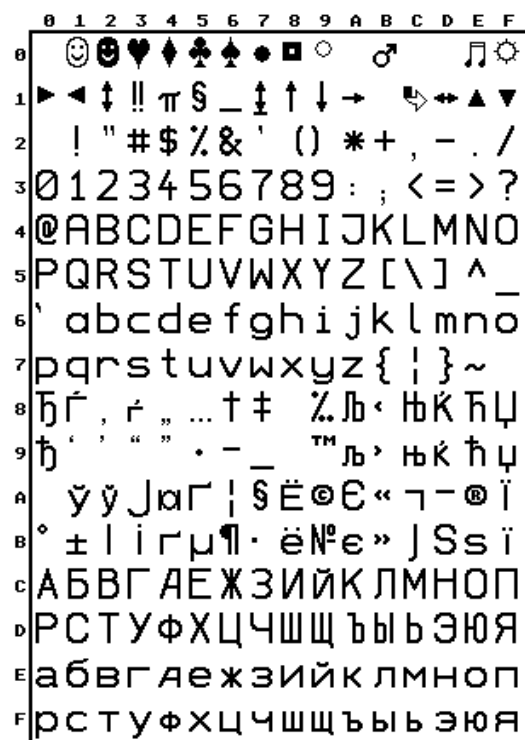 0 1 2 3 4 5 6 7 8 9 A B C D E F
0 ☺ ☻ ♥ ♦ ♣ ♠ ● ◘ ○ ♂ ♫ ☼
1 ► ◄ ↕ ‼ π § _ ↨ ↑ ↓ → ↔ ▲ ▼
2 ! " # $ % & ' ( ) * + , - . /
3 0 1 2 3 4 5 6 7 8 9 : ; < = > ?
4 @ A B C D E F G H I J K L M N O
5 P Q R S T U V W X Y Z [ \ ] ^ _
6 ` a b c d e f g h i j k l m n o
7 p q r s t u v w x y z { ¦ } ~
8 Ђ Ѓ ‚ ѓ „ … † ‡ ‰ Љ ‹ Њ Ќ Ћ Џ
9 ђ ‘ ’ “ ” • – _ ™ љ › њ ќ ћ џ
A Ў ў Ј ¤ Г ¦ § Ё © Є « ¬ - ® Ї
B ° ± І і ґ µ ¶ · ё № є » ј Ѕ ѕ ї
C А Б В Г Д Е Ж З И Й К Л М Н О П
D Р С Т У Ф Х Ц Ч Ш Щ Ъ Ы Ь Э Ю Я
E а б в г д е ж з и й к л м н о п
F р с т у ф х ц ч ш щ ъ ы ь э ю я